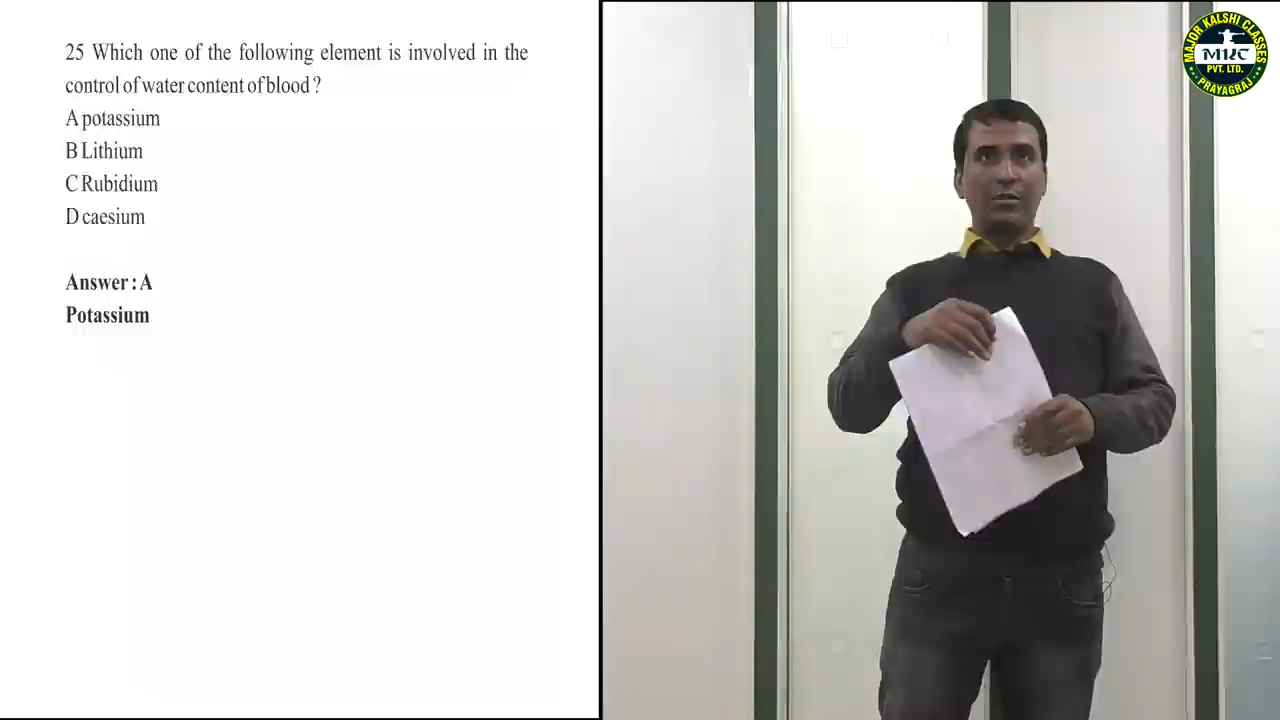 25 Which one of the following element is involved in the
control of water content of blood ?
A potassium
B Lithium
C Rubidium
D caesium
Answer : A
Potassium
MAJOR KALSHI CLASSES
MKC
PVT. LTD.
PRAYAGRAJ